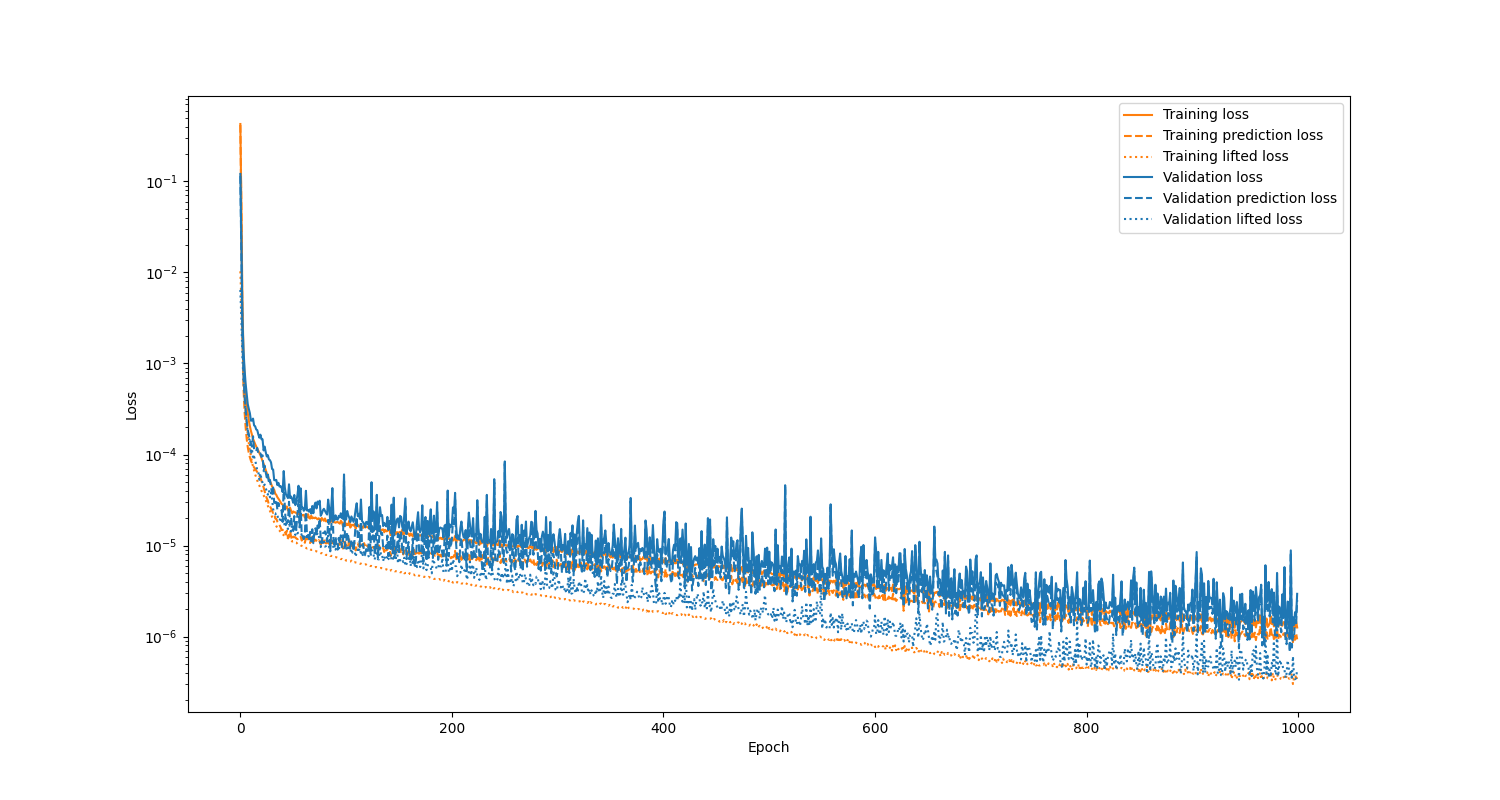 Training loss
Training prediction loss
Training lifted loss
Validation loss
Validation prediction loss
Validation lifted loss
Loss
10⁻¹
10⁻²
10⁻³
10⁻⁴
10⁻⁵
10⁻⁶
0 200 400 600 800 1000
Epoch